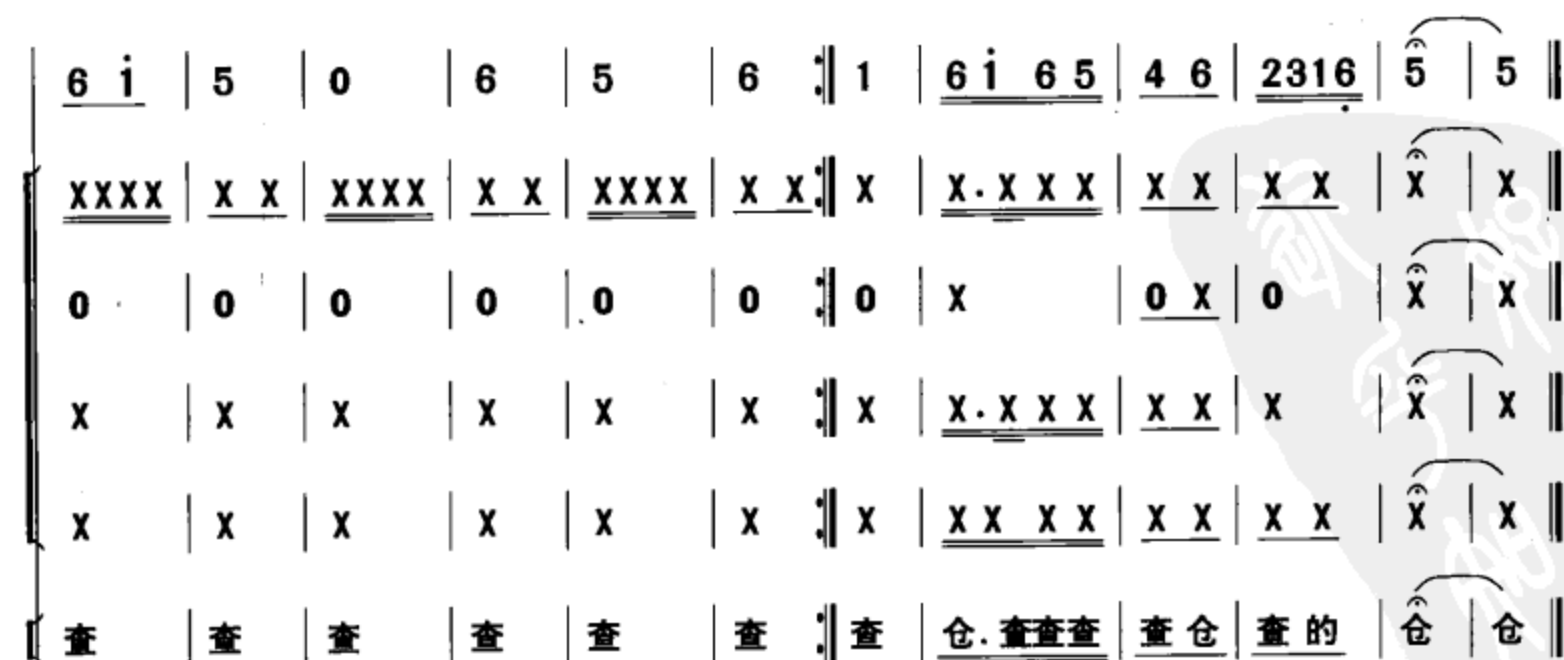 6 i̇ | 5 | 0 | 6 | 5 | 6 :‖ 1 | 6 i̇ 6 5 | 4 6 | 2316̣ | 5 | 5 ‖
XXXX | X X | XXXX | X X | XXXX | X X :‖ X | X. X X X | X X | X X | X | X ‖
0 | 0 | 0 | 0 | 0 | 0 :‖ 0 | X | 0 X | 0 | X | X ‖
X | X | X | X | X | X :‖ X | X. X X X | X X | X | X | X ‖
X | X | X | X | X | X :‖ X | X X X X | X X | X X | X | X ‖
查 | 查 | 查 | 查 | 查 | 查 :‖ 查 | 仓. 查查查 | 查 仓 | 查 的 | 仓 | 仓 ‖